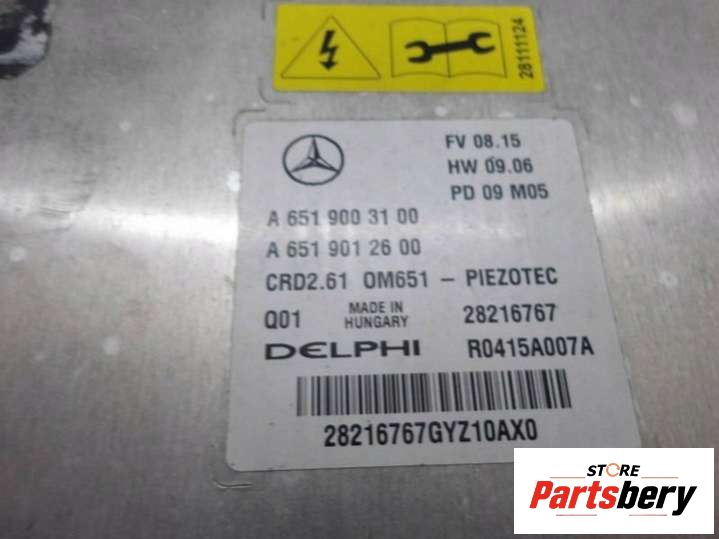 28111124
FV 08.15
HW 09.06
PD 09 M05
A 651 900 31 00
A 651 901 26 00
CRD2.61 OM651 - PIEZOTEC
Q01 MADE IN HUNGARY 28216767
DELPHI R0415A007A
28216767GYZ10AX0
STORE
Partsbery